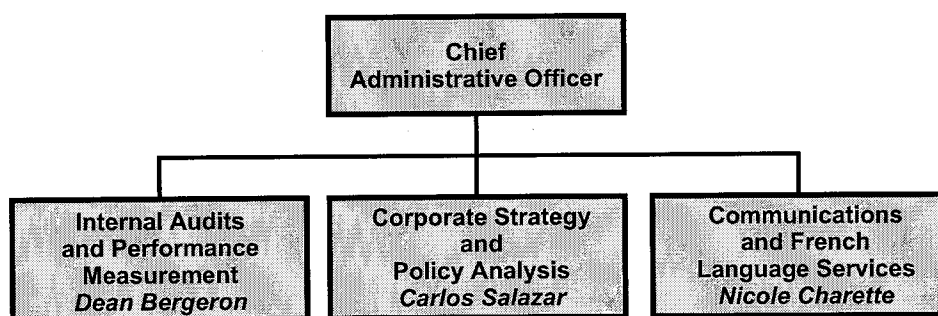 Chief
Administrative Officer
Internal Audits
and Performance
Measurement
Dean Bergeron
Corporate Strategy
and
Policy Analysis
Carlos Salazar
Communications
and French
Language Services
Nicole Charette